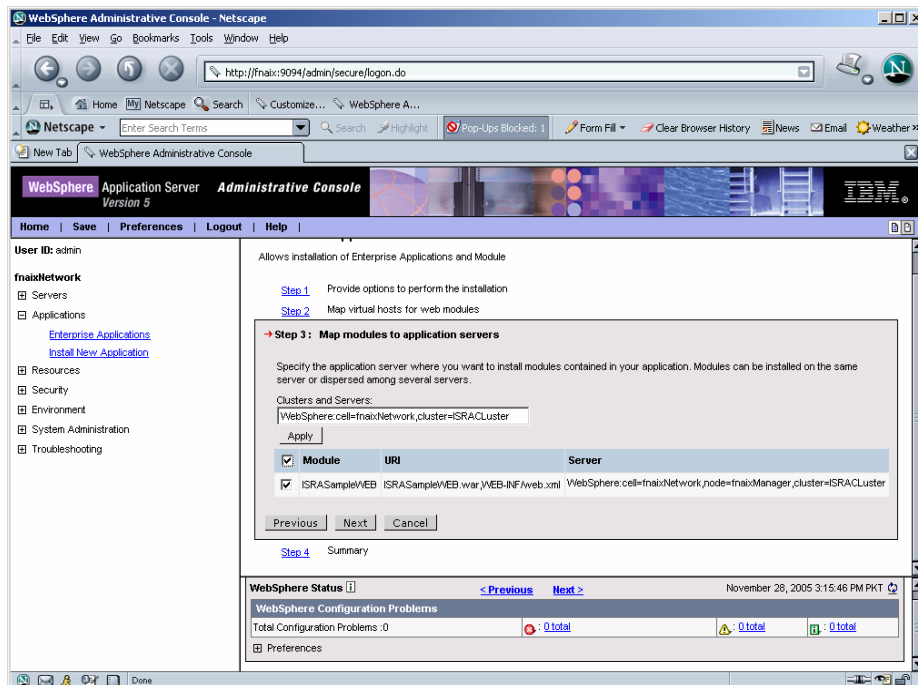 WebSphere Administrative Console - Netscape
File Edit View Go Bookmarks Tools Window Help
http://fnaix:9094/admin/secure/logon.do
Home My Netscape Search Customize... WebSphere A...
Netscape Enter Search Terms Search Highlight Pop-Ups Blocked: 1 Form Fill Clear Browser History News Email Weather
New Tab WebSphere Administrative Console
WebSphere Application Server Administrative Console
Version 5
IBM.
Home | Save | Preferences | Logout | Help |
User ID: admin
fnaixNetwork
Servers
Applications
Enterprise Applications
Install New Application
Resources
Security
Environment
System Administration
Troubleshooting
Allows installation of Enterprise Applications and Module
Step 1 Provide options to perform the installation
Step 2 Map virtual hosts for web modules
Step 3 : Map modules to application servers
Specify the application server where you want to install modules contained in your application. Modules can be installed on the same
server or dispersed among several servers.
Clusters and Servers:
WebSphere:cell=fnaixNetwork,cluster=ISRACLuster
Apply
Module URI Server
ISRASampleWEB ISRASampleWEB.war,WEB-INF/web.xml WebSphere:cell=fnaixNetwork,node=fnaixManager,cluster=ISRACLuster
Previous Next Cancel
Step 4 Summary
WebSphere Status < Previous Next > November 28, 2005 3:15:46 PM PKT
WebSphere Configuration Problems
Total Configuration Problems :0 : 0 total : 0 total : 0 total
Preferences
Done